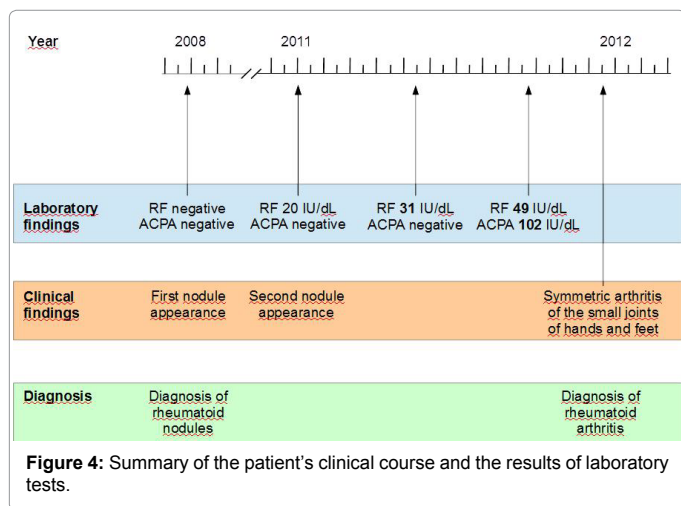 Year 2008 2011 2012
Laboratory findings
RF negative
ACPA negative
RF 20 IU/dL
ACPA negative
RF 31 IU/dL
ACPA negative
RF 49 IU/dL
ACPA 102 IU/dL
Clinical findings
First nodule
appearance
Second nodule
appearance
Symmetric arthritis
of the small joints
of hands and feet
Diagnosis
Diagnosis of
rheumatoid
nodules
Diagnosis of
rheumatoid
arthritis
Figure 4: Summary of the patient's clinical course and the results of laboratory
tests.